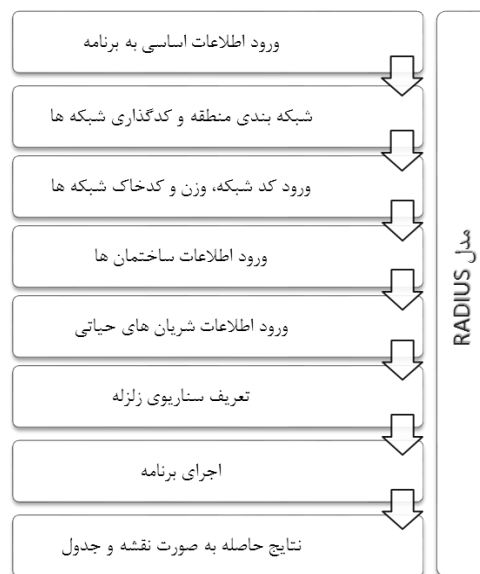 ورود اطلاعات اساسی به برنامه
شبکه بندی منطقه و کدگذاری شبکه ها
ورود کد شبکه، وزن و کدخاک شبکه ها
ورود اطلاعات ساختمان ها
ورود اطلاعات شریان های حیاتی
تعریف سناریوی زلزله
اجرای برنامه
نتایج حاصله به صورت نقشه و جدول
مدل RADIUS